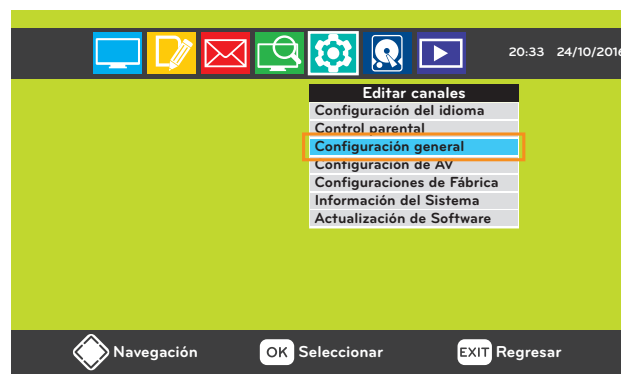 20:33 24/10/2016
Editar canales
Configuración del idioma
Control parental
Configuración general
Configuración de AV
Configuraciones de Fábrica
Información del Sistema
Actualización de Software
Navegación OK Seleccionar EXIT Regresar